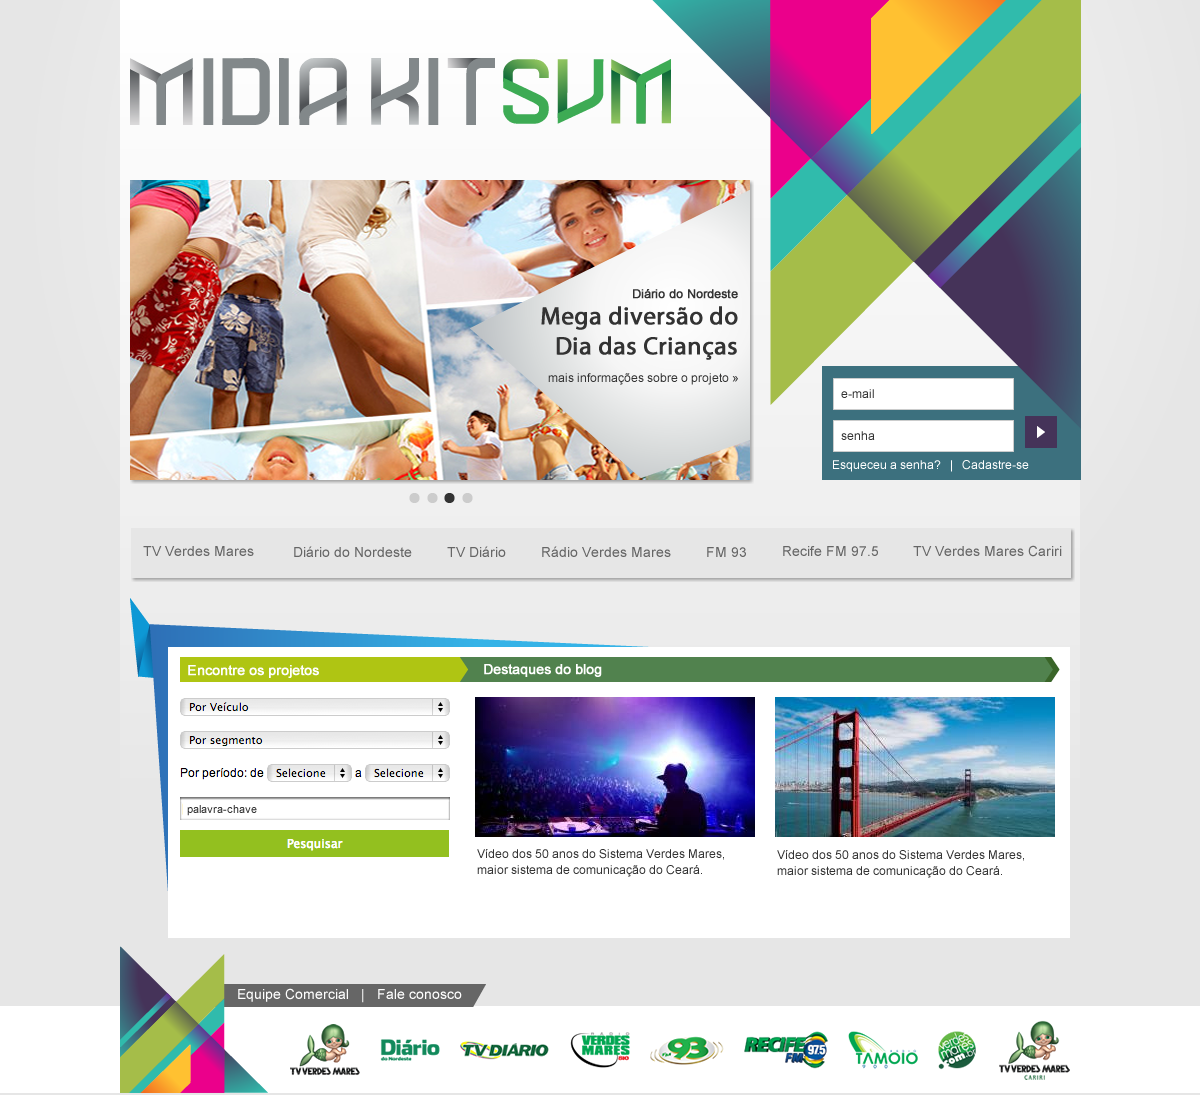 MIDIA KIT SVM
Diário do Nordeste
Mega diversão do
Dia das Crianças
mais informações sobre o projeto »
e-mail
senha
Esqueceu a senha? | Cadastre-se
TV Verdes Mares
Diário do Nordeste
TV Diário
Rádio Verdes Mares
FM 93
Recife FM 97.5
TV Verdes Mares Cariri
Encontre os projetos
Destaques do blog
Por Veículo
Por segmento
Por período: de Selecione a Selecione
palavra-chave
Pesquisar
Vídeo dos 50 anos do Sistema Verdes Mares,
maior sistema de comunicação do Ceará.
Vídeo dos 50 anos do Sistema Verdes Mares,
maior sistema de comunicação do Ceará.
Equipe Comercial | Fale conosco
TV VERDES MARES
Diário
do Nordeste
TV DIARIO
RÁDIO
VERDES
MARES
810
FM 93
RECIFE
FM 97.5
TAMOIO
900
verdes
mares
.com.br
TV VERDES MARES
CARIRI